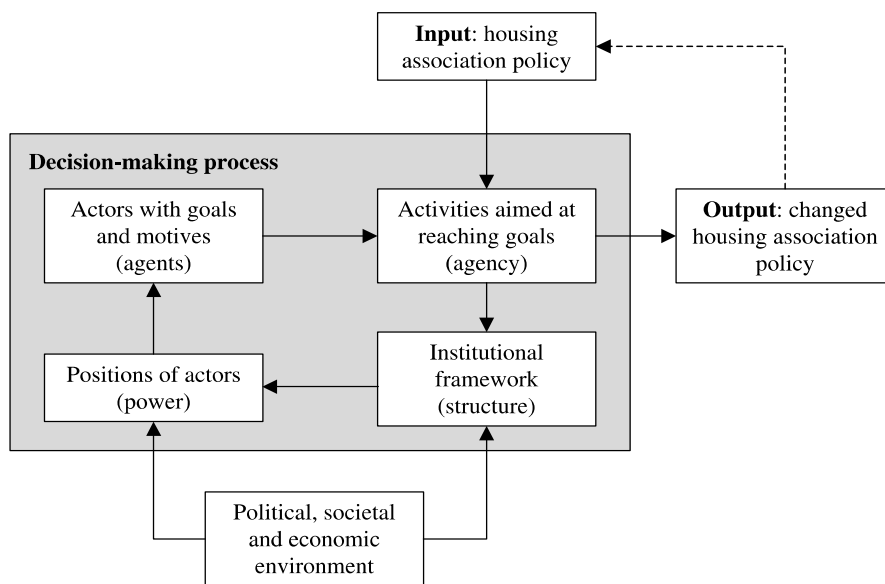 Input: housing
association policy
Decision-making process
Actors with goals
and motives
(agents)
Activities aimed at
reaching goals
(agency)
Output: changed
housing association
policy
Positions of actors
(power)
Institutional
framework
(structure)
Political, societal
and economic
environment